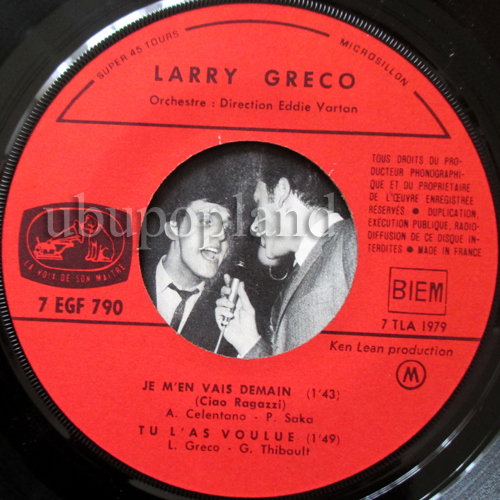 SUPER 45 TOURS
MICROSILLON
LARRY GRECO
Orchestre : Direction Eddie Vartan
TOUS DROITS DU PRO-
DUCTEUR PHONOGRAPHI-
QUE ET DU PROPRIETAIRE
DE L'ŒUVRE ENREGISTREE
RESERVES ● DUPLICATION,
EXECUTION PUBLIQUE, RADIO-
DIFFUSION DE CE DISQUE IN-
TERDITES ● MADE IN FRANCE
ubupopland
LA VOIX DE SON MAITRE
7 EGF 790
BIEM
7 TLA 1979
Ken Lean production
M
JE M'EN VAIS DEMAIN (1'43)
(Ciao Ragazzi)
A. Celentano - P. Saka
TU L'AS VOULUE (1'49)
L. Greco - G. Thibault